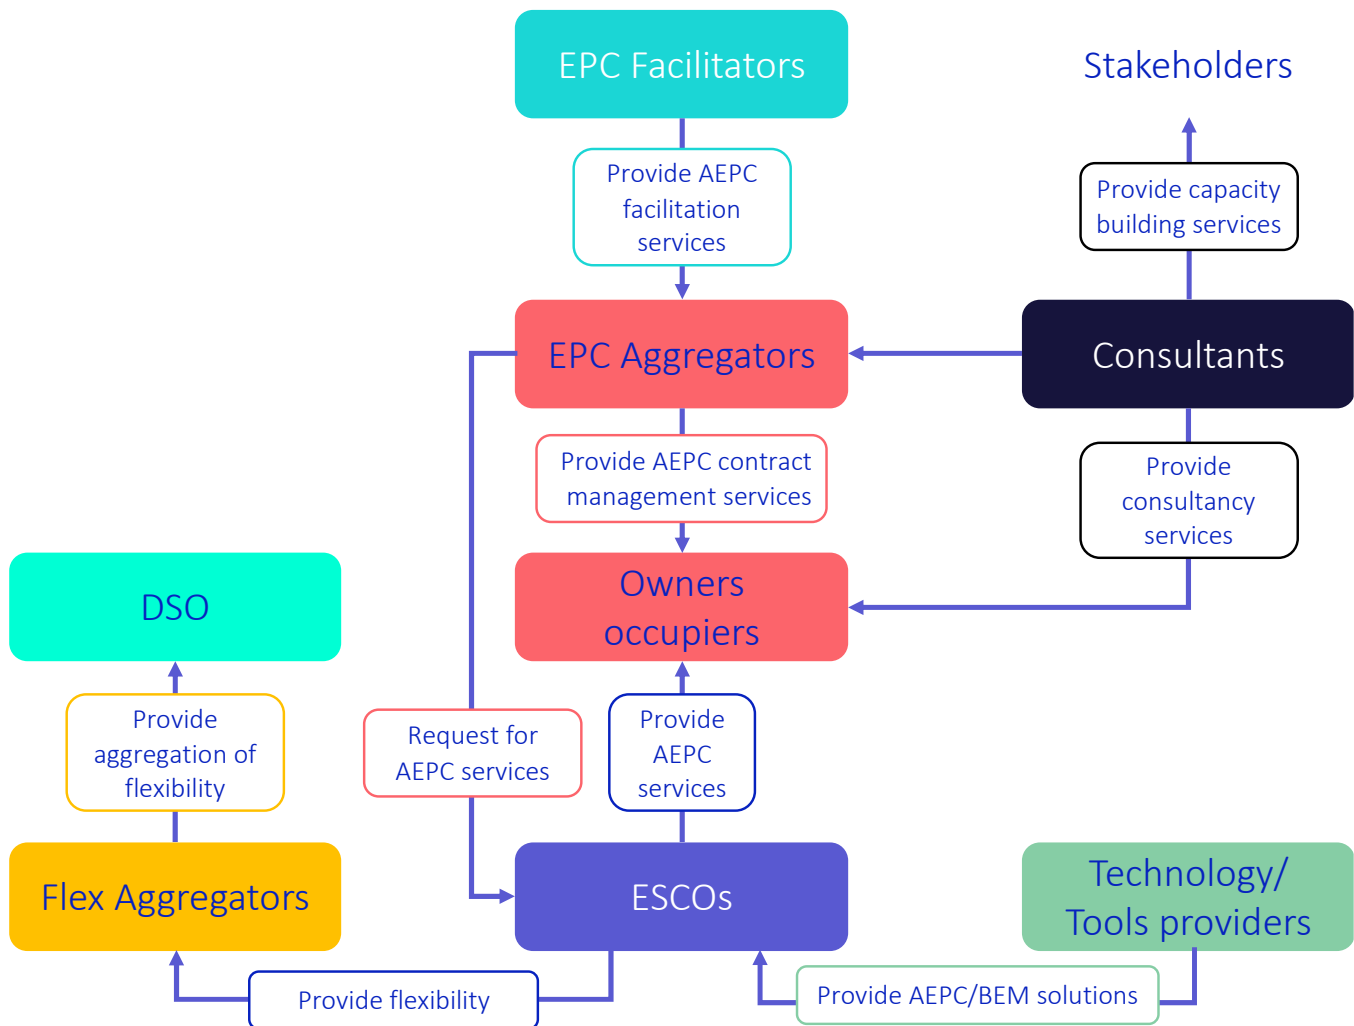 EPC Facilitators
Stakeholders
Provide AEPC
facilitation
services
Provide capacity
building services
EPC Aggregators
Consultants
Provide AEPC contract
management services
Provide
consultancy
services
DSO
Owners
occupiers
Provide
aggregation of
flexibility
Request for
AEPC services
Provide
AEPC
services
Flex Aggregators
ESCOs
Technology/
Tools providers
Provide flexibility
Provide AEPC/BEM solutions